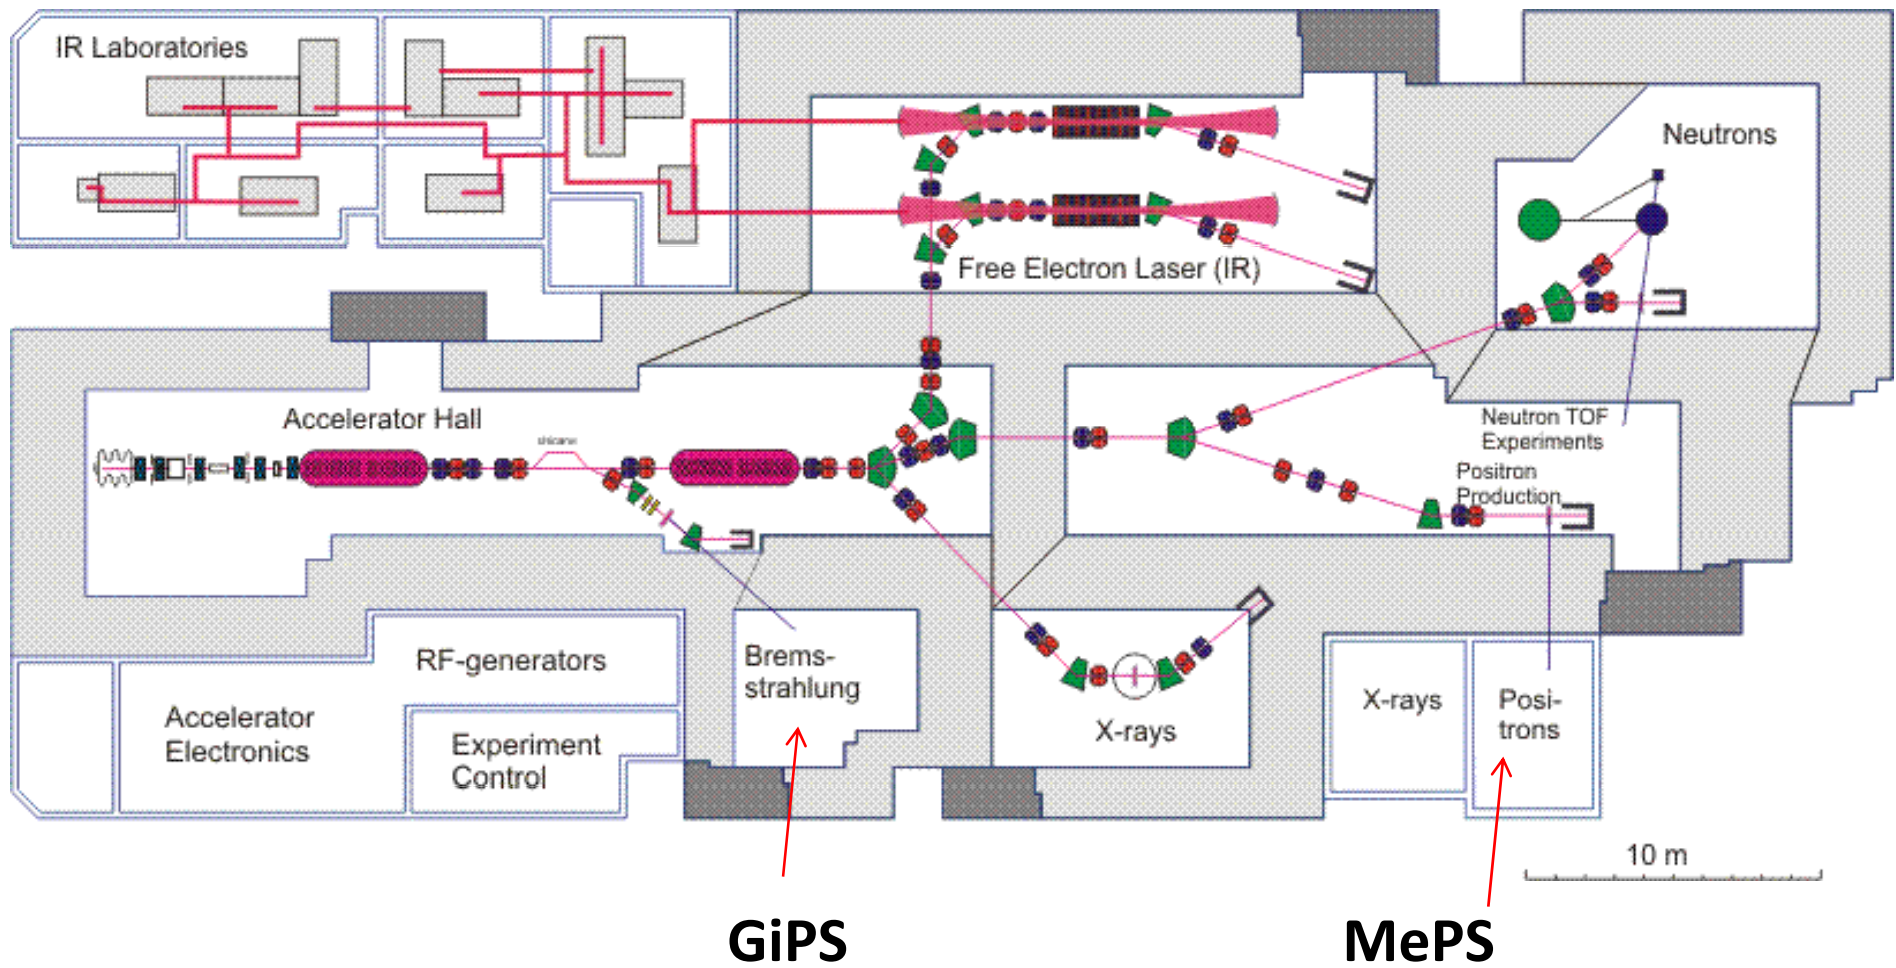 IR Laboratories
Neutrons
Free Electron Laser (IR)
Accelerator Hall
chicane
Neutron TOF
Experiments
Positron
Production
RF-generators
Brems-
strahlung
Accelerator
Electronics
Experiment
Control
X-rays
X-rays
Posi-
trons
10 m
GiPS
MePS